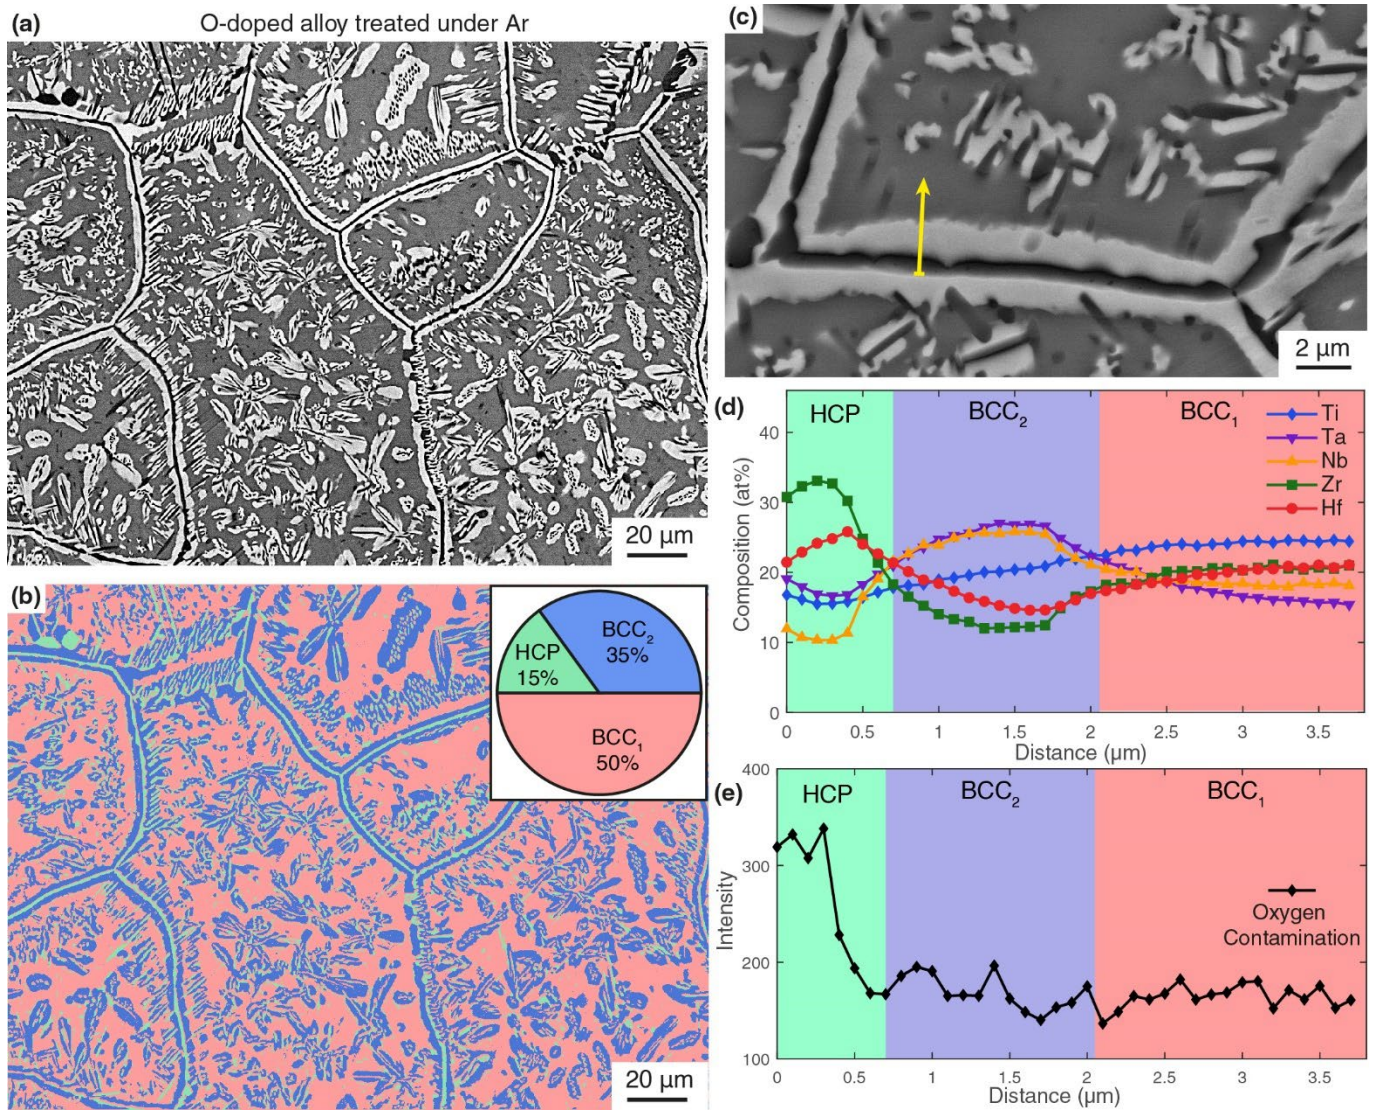 (a)
O-doped alloy treated under Ar
20 µm
(b)
HCP
15%
BCC₂
35%
BCC₁
50%
20 µm
(c)
2 µm
(d)
HCP
BCC₂
BCC₁
Ti
Ta
Nb
Zr
Hf
Composition (at%)
40
30
20
10
0
0 0.5 1 1.5 2 2.5 3 3.5
Distance (µm)
(e)
HCP
BCC₂
BCC₁
Oxygen
Contamination
Intensity
400
300
200
100
0 0.5 1 1.5 2 2.5 3 3.5
Distance (µm)